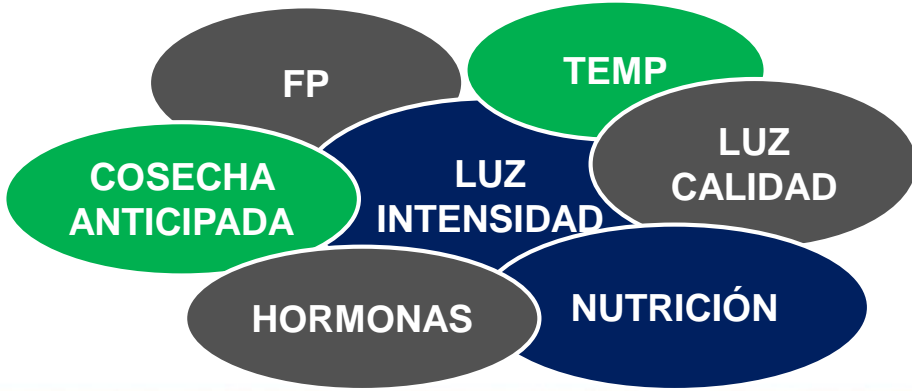 FP
TEMP
LUZ
CALIDAD
COSECHA
ANTICIPADA
LUZ
INTENSIDAD
HORMONAS
NUTRICIÓN